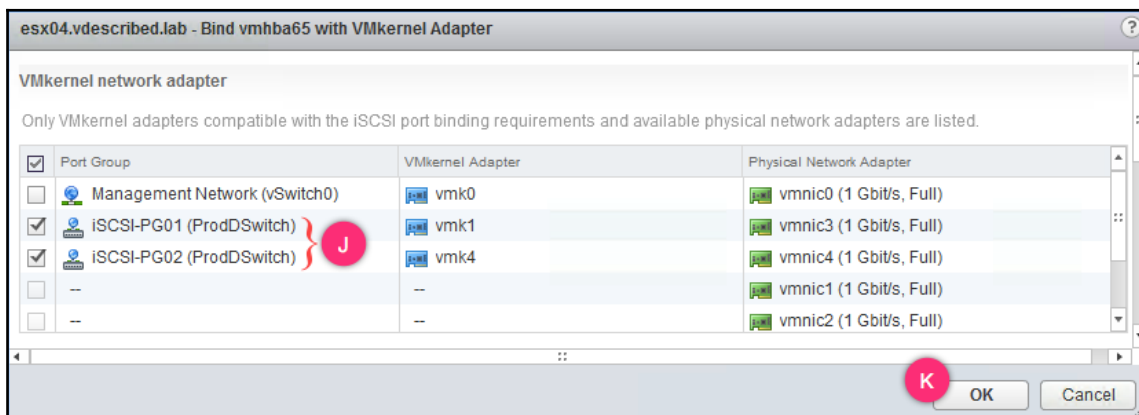 esx04.vdescribed.lab - Bind vmhba65 with VMkernel Adapter ?
VMkernel network adapter
Only VMkernel adapters compatible with the iSCSI port binding requirements and available physical network adapters are listed.
Port Group VMkernel Adapter Physical Network Adapter
Management Network (vSwitch0) vmk0 vmnic0 (1 Gbit/s, Full)
iSCSI-PG01 (ProdDSwitch) vmk1 vmnic3 (1 Gbit/s, Full)
J
iSCSI-PG02 (ProdDSwitch) vmk4 vmnic4 (1 Gbit/s, Full)
-- -- vmnic1 (1 Gbit/s, Full)
-- -- vmnic2 (1 Gbit/s, Full)
K OK Cancel